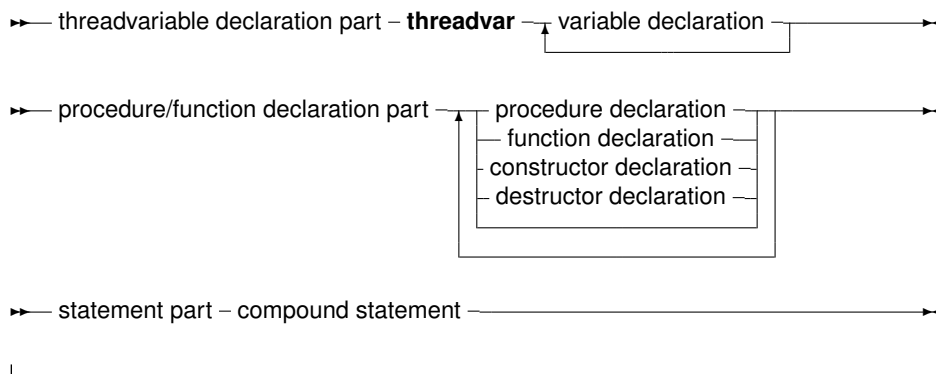 threadvariable declaration part threadvar variable declaration
procedure/function declaration part procedure declaration
function declaration
constructor declaration
destructor declaration
statement part compound statement